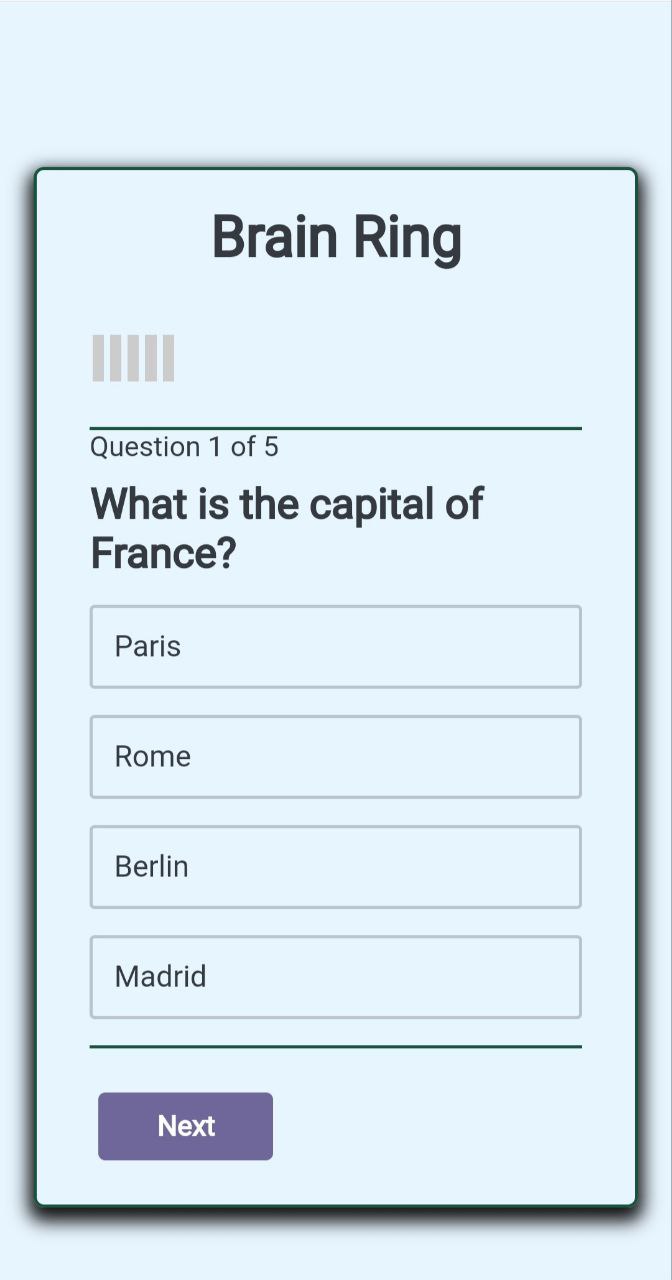 Brain Ring
Question 1 of 5
What is the capital of
France?
Paris
Rome
Berlin
Madrid
Next